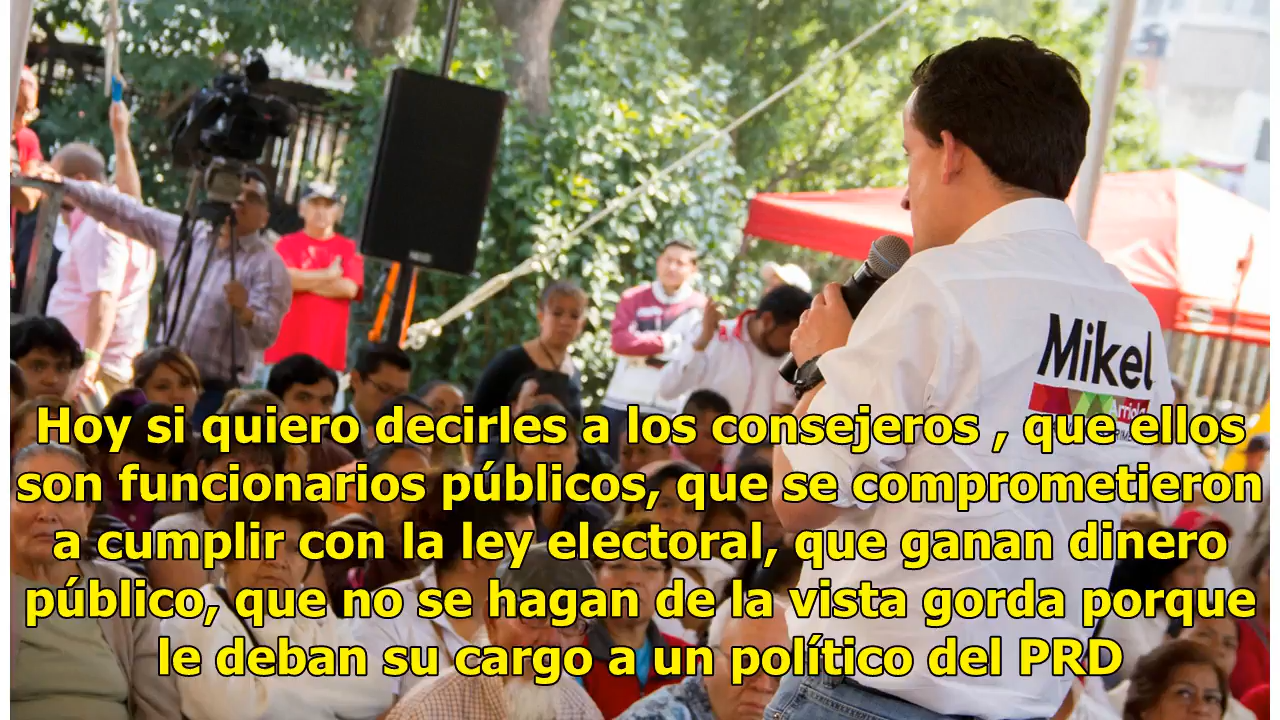 Mikel
Arriola
Hoy si quiero decirles a los consejeros , que ellos
son funcionarios públicos, que se comprometieron
a cumplir con la ley electoral, que ganan dinero
público, que no se hagan de la vista gorda porque
le deban su cargo a un político del PRD